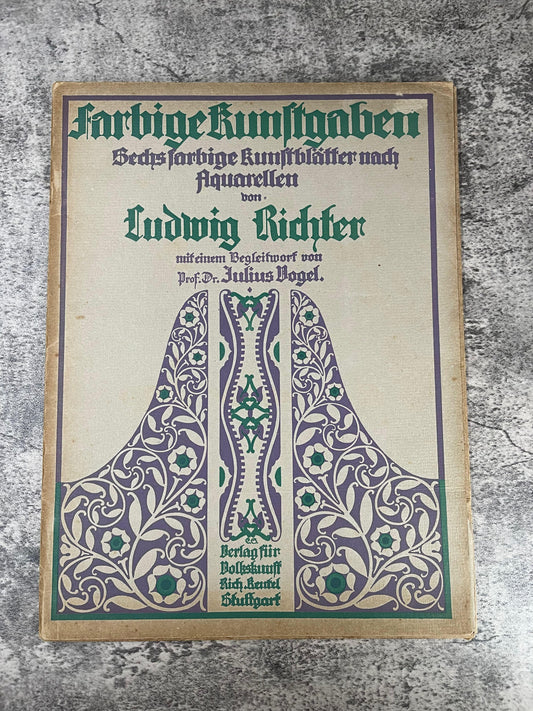 Farbige Kunstgaben
Sechs farbige Kunstblätter nach
Aquarellen
von
Ludwig Richter
mit einem Begleitwort von
Prof. Dr. Julius Vogel.
Verlag für
Volkskunst
Rich. Keutel
Stuttgart